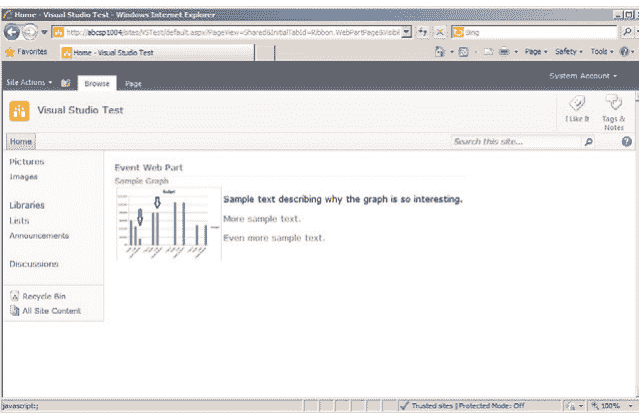 Home - Visual Studio Test - Windows Internet Explorer
http://abcsp1004/sites/VSTest/default.aspx?PageView=Shared&InitialTabId=Ribbon.WebPartPage&WebP
Bing
Favorites
Home - Visual Studio Test
Page
Safety
Tools
Site Actions
Browse
Page
System Account
Visual Studio Test
I Like It
Tags &
Notes
Home
Search this site...
Pictures
Images
Libraries
Lists
Announcements
Discussions
Recycle Bin
All Site Content
Event Web Part
Sample Graph
Budget
Sample text describing why the graph is so interesting.
More sample text.
Even more sample text.
javascript:;
Trusted sites | Protected Mode: Off
100%